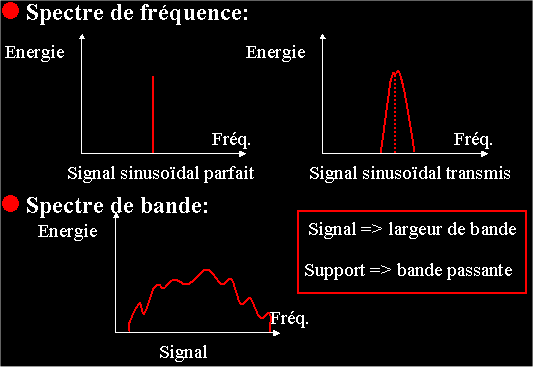 Spectre de fréquence:
Energie
Fréq.
Signal sinusoïdal parfait
Energie
Fréq.
Signal sinusoïdal transmis
Spectre de bande:
Energie
Fréq.
Signal
Signal => largeur de bande
Support => bande passante